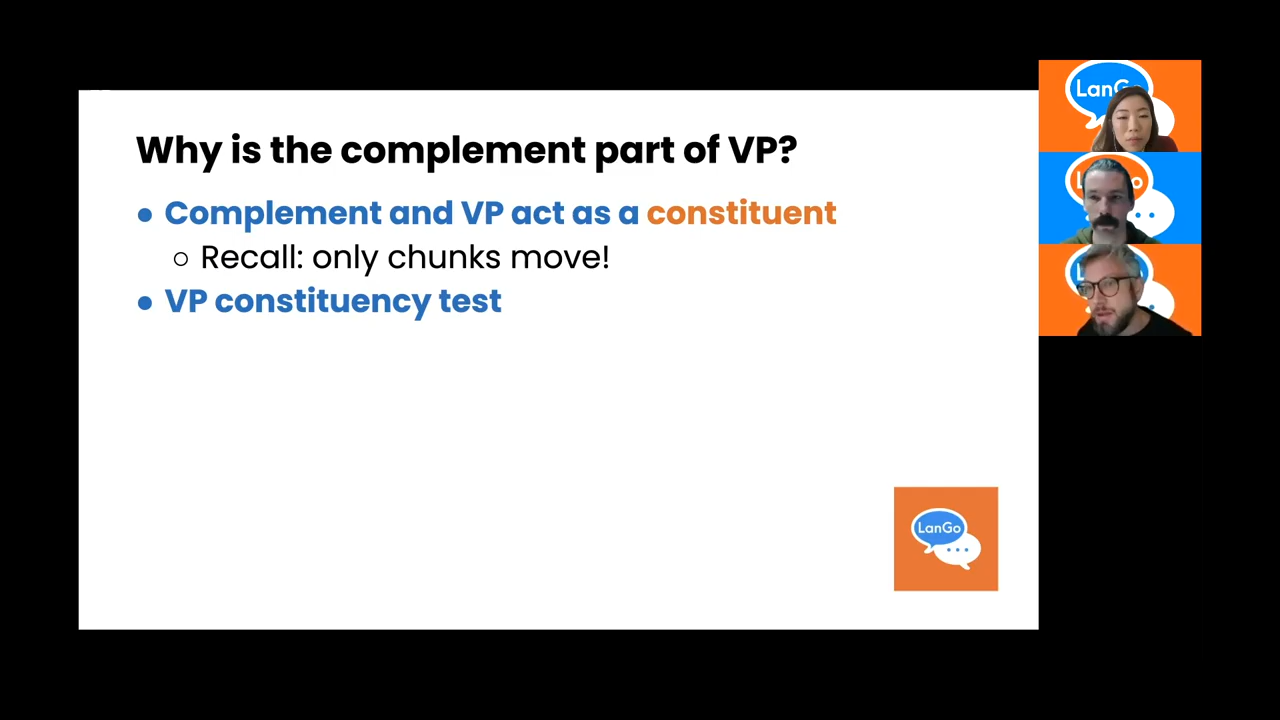 Why is the complement part of VP?
● Complement and VP act as a constituent
○ Recall: only chunks move!
● VP constituency test
LanGo
LanGo